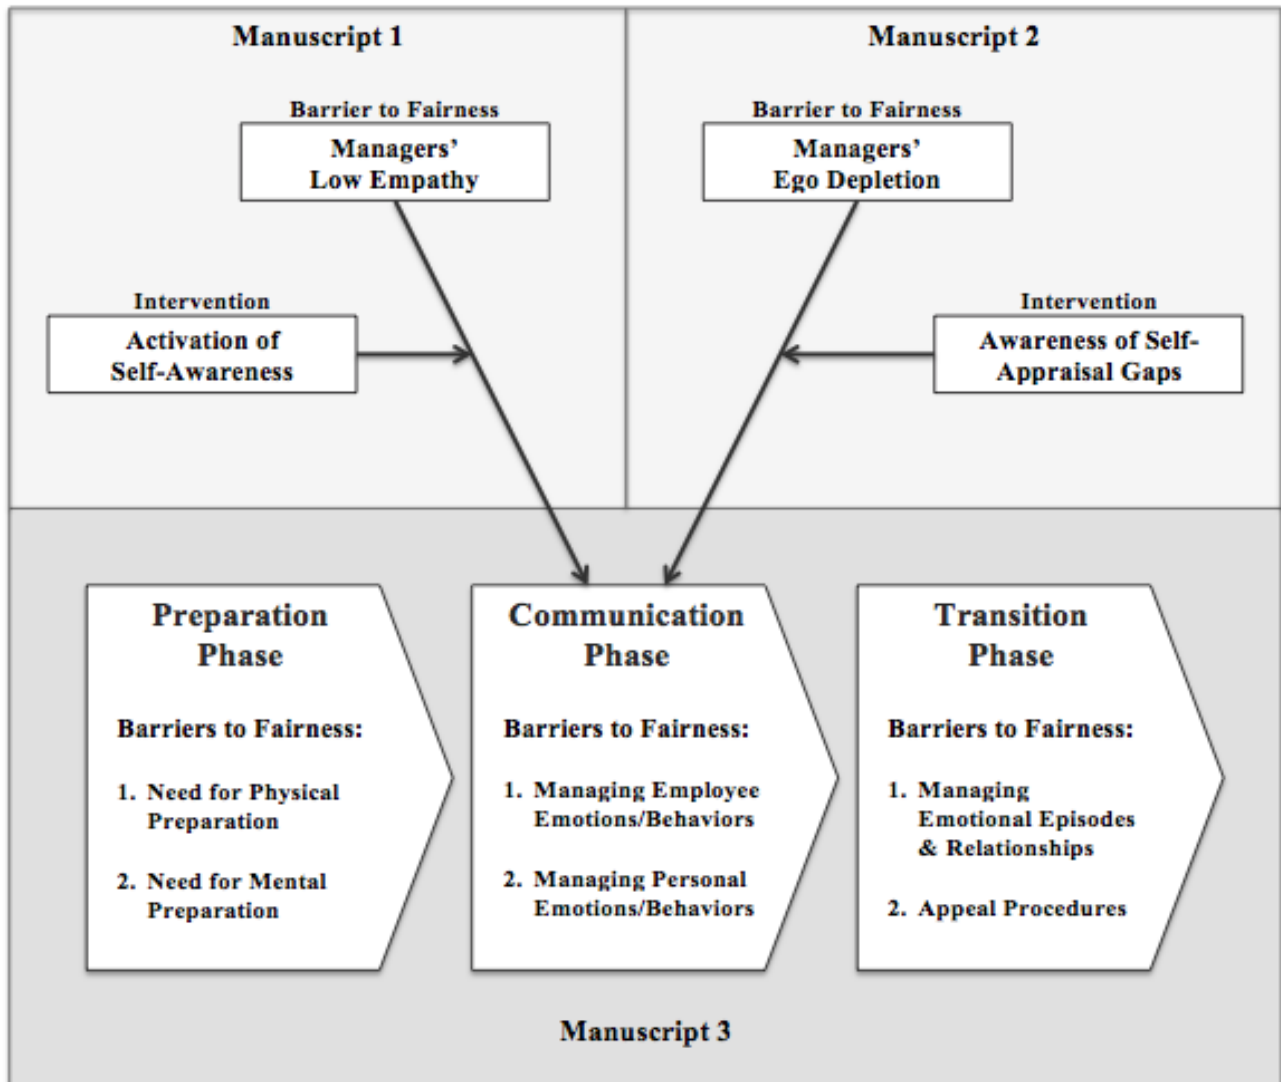 Manuscript 1
Barrier to Fairness
Managers’
Low Empathy
Intervention
Activation of
Self-Awareness
Manuscript 2
Barrier to Fairness
Managers’
Ego Depletion
Intervention
Awareness of Self-
Appraisal Gaps
Preparation
Phase
Barriers to Fairness:
1. Need for Physical
Preparation
2. Need for Mental
Preparation
Communication
Phase
Barriers to Fairness:
1. Managing Employee
Emotions/Behaviors
2. Managing Personal
Emotions/Behaviors
Transition
Phase
Barriers to Fairness:
1. Managing
Emotional Episodes
& Relationships
2. Appeal Procedures
Manuscript 3